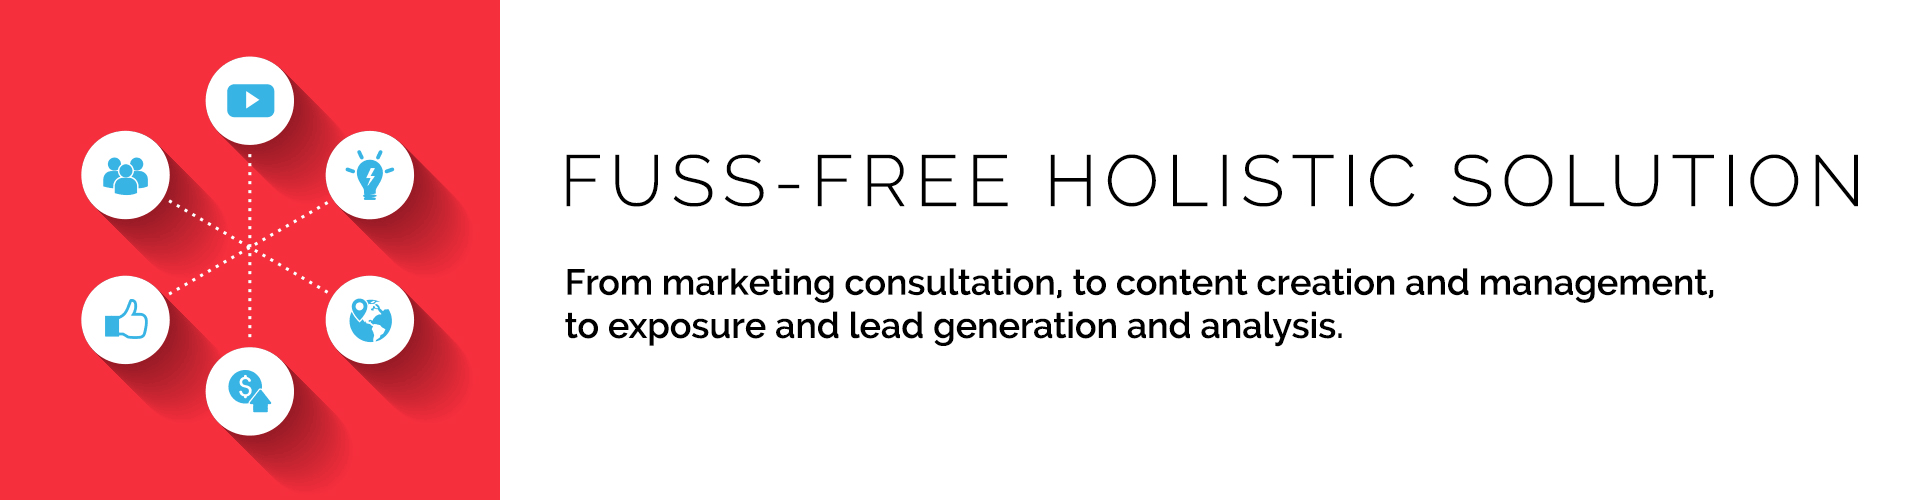 FUSS-FREE HOLISTIC SOLUTION
From marketing consultation, to content creation and management,
to exposure and lead generation and analysis.